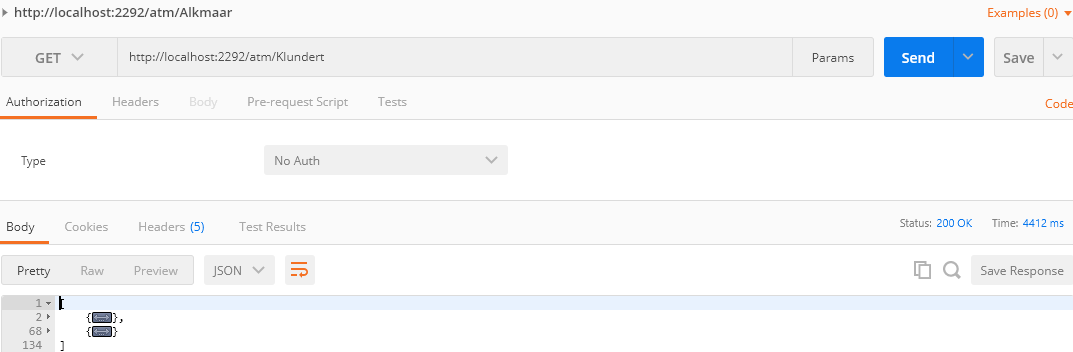 http://localhost:2292/atm/Alkmaar Examples (0)
GET http://localhost:2292/atm/Klundert Params Send Save
Authorization Headers Body Pre-request Script Tests Code
Type No Auth
Body Cookies Headers (5) Test Results Status: 200 OK Time: 4412 ms
Pretty Raw Preview JSON Save Response
1 [
2 {↔},
68 {↔}
134 ]